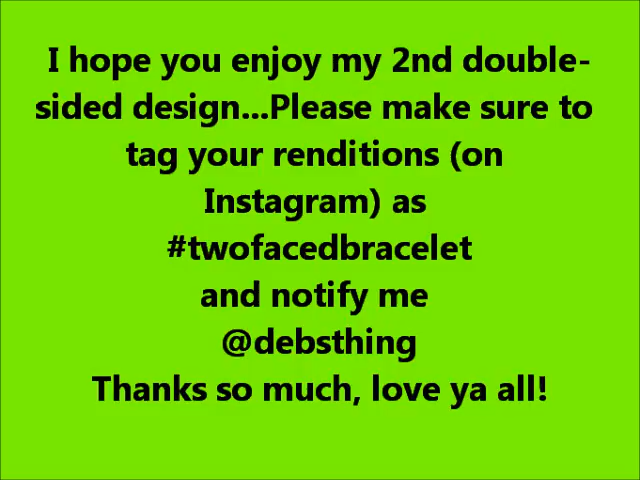 I hope you enjoy my 2nd double-
sided design...Please make sure to
tag your renditions (on
Instagram) as
#twofacedbracelet
and notify me
@debsthing
Thanks so much, love ya all!